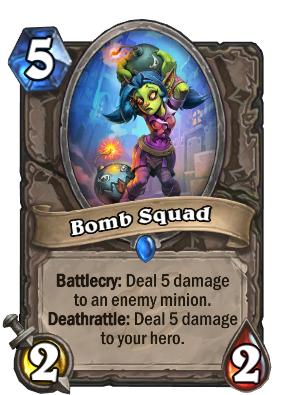 5
Bomb Squad
Battlecry: Deal 5 damage
to an enemy minion.
Deathrattle: Deal 5 damage
to your hero.
2
2